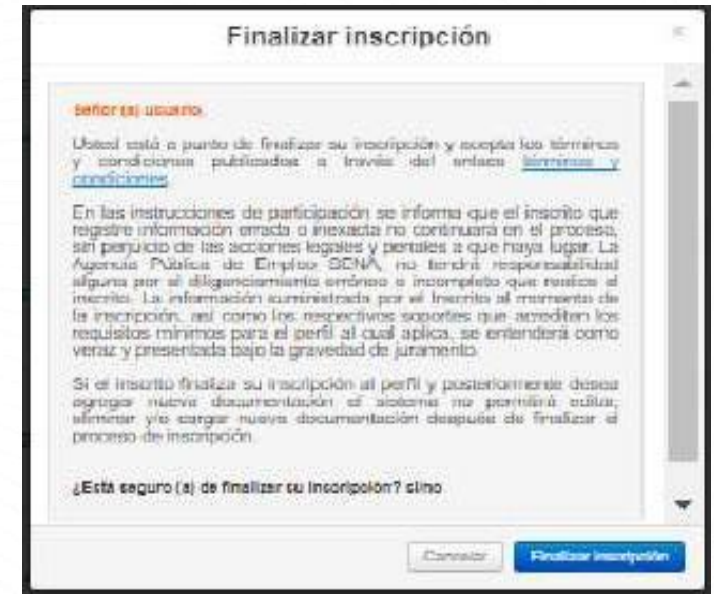 Finalizar inscripción
Señor(a) usuario,
Usted está a punto de finalizar su inscripción y acepta los términos
y condiciones publicados a través del enlace términos y
condiciones.
En las instrucciones de participación se informa que el inscrito que
registre información errada o inexacta no continuará en el proceso,
sin perjuicio de las acciones legales y penales a que haya lugar. La
Agencia Pública de Empleo SENA, no tendrá responsabilidad
alguna por el diligenciamiento erróneo o incompleto que realice el
inscrito. La información suministrada por el Inscrito al momento de
la inscripción, así como los respectivos soportes que acrediten los
requisitos mínimos para el perfil al cual aplica, se entenderá como
veraz y presentada bajo la gravedad de juramento.
Si el inscrito finaliza su inscripción al perfil y posteriormente desea
agregar nueva documentación el sistema no permitirá editar,
eliminar y/o cargar nueva documentación después de finalizar el
proceso de inscripción.
¿Está seguro (a) de finalizar su inscripción? si/no
Cancelar
Finalizar inscripción